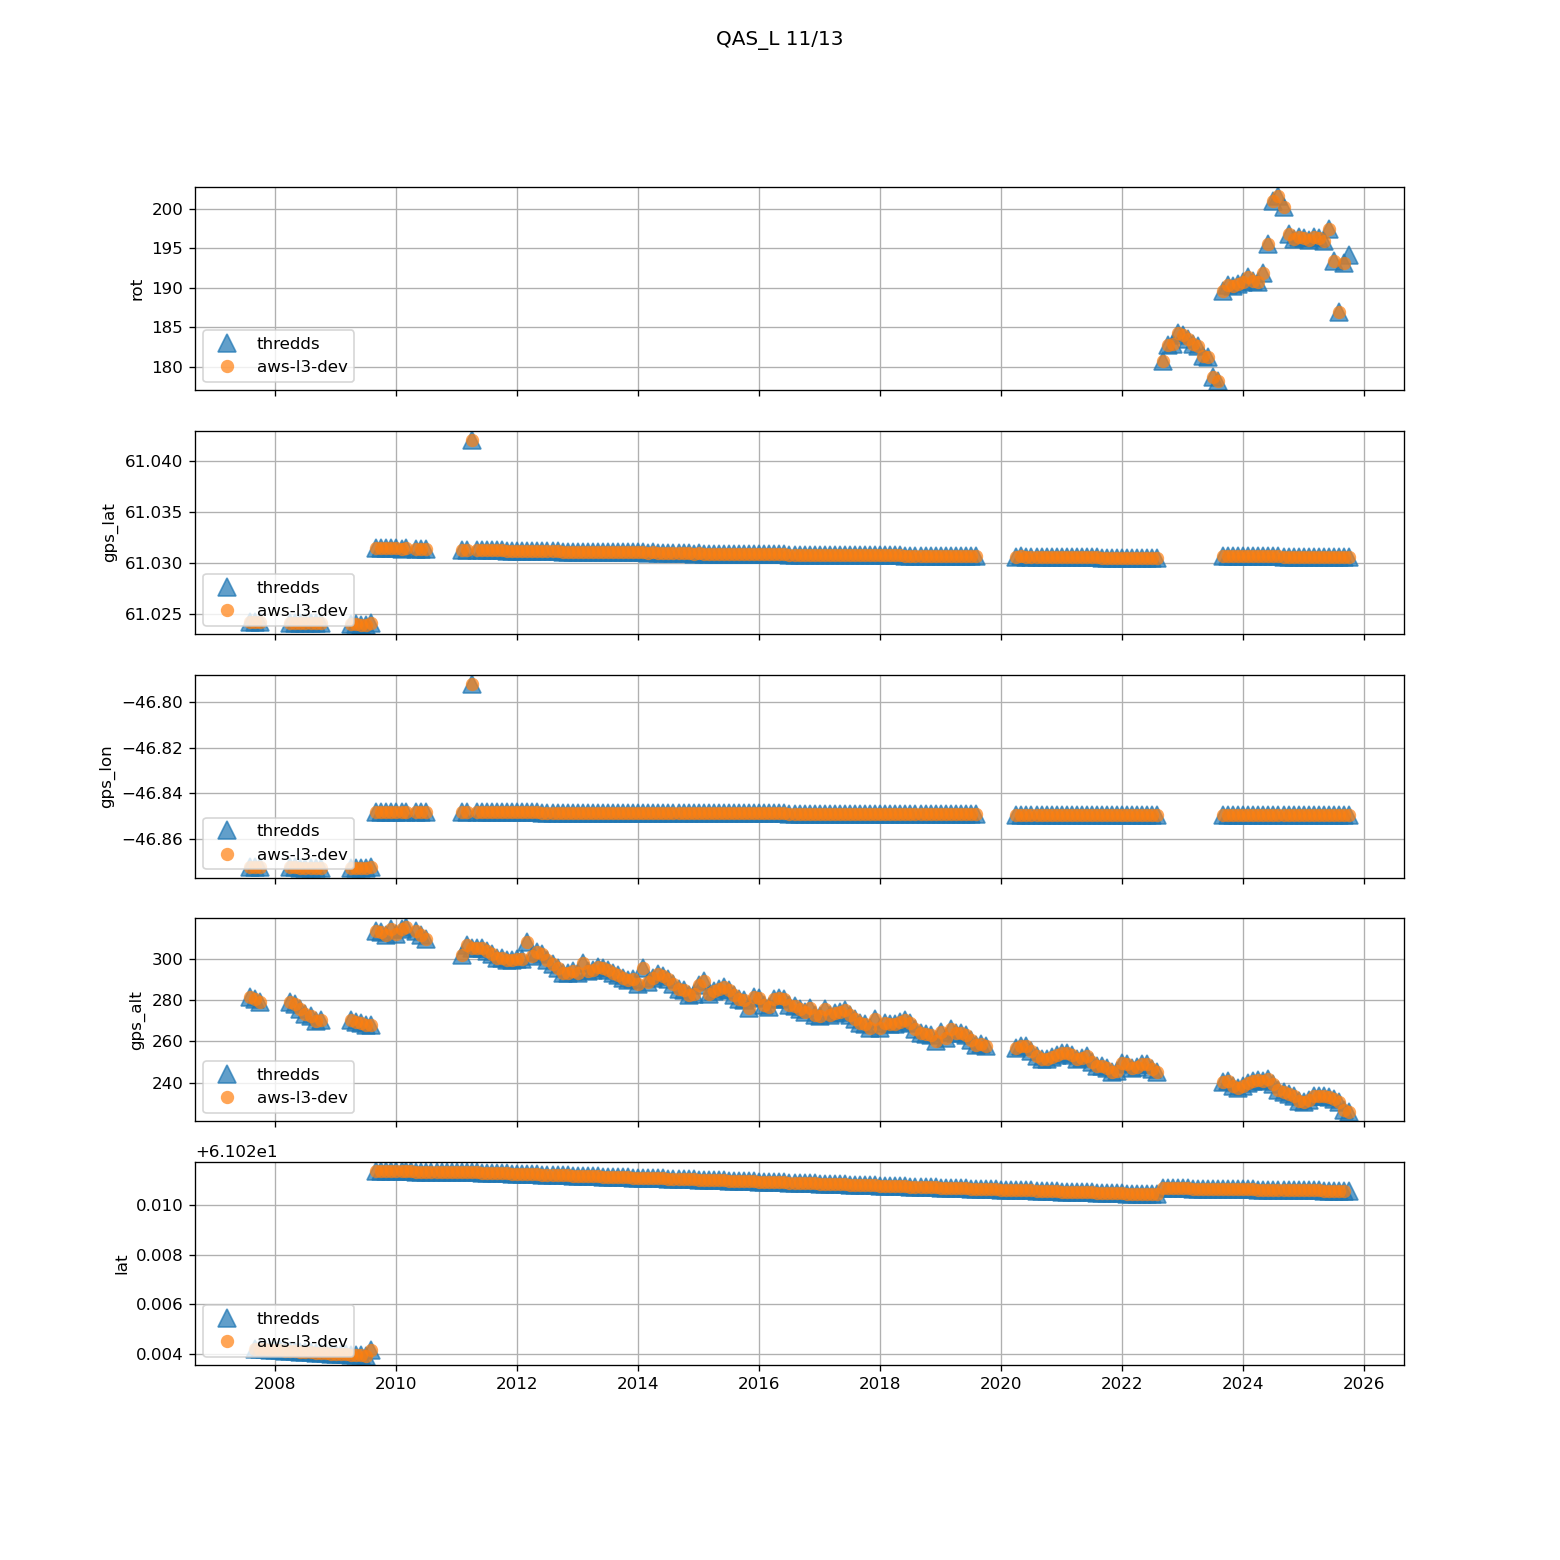 QAS_L 11/13
200
195
190
185
180
rot
thredds
aws-l3-dev
61.040
61.035
61.030
61.025
gps_lat
thredds
aws-l3-dev
−46.80
−46.82
−46.84
−46.86
gps_lon
thredds
aws-l3-dev
300
280
260
240
gps_alt
thredds
aws-l3-dev
+6.102e1
0.010
0.008
0.006
0.004
lat
thredds
aws-l3-dev
2008 2010 2012 2014 2016 2018 2020 2022 2024 2026